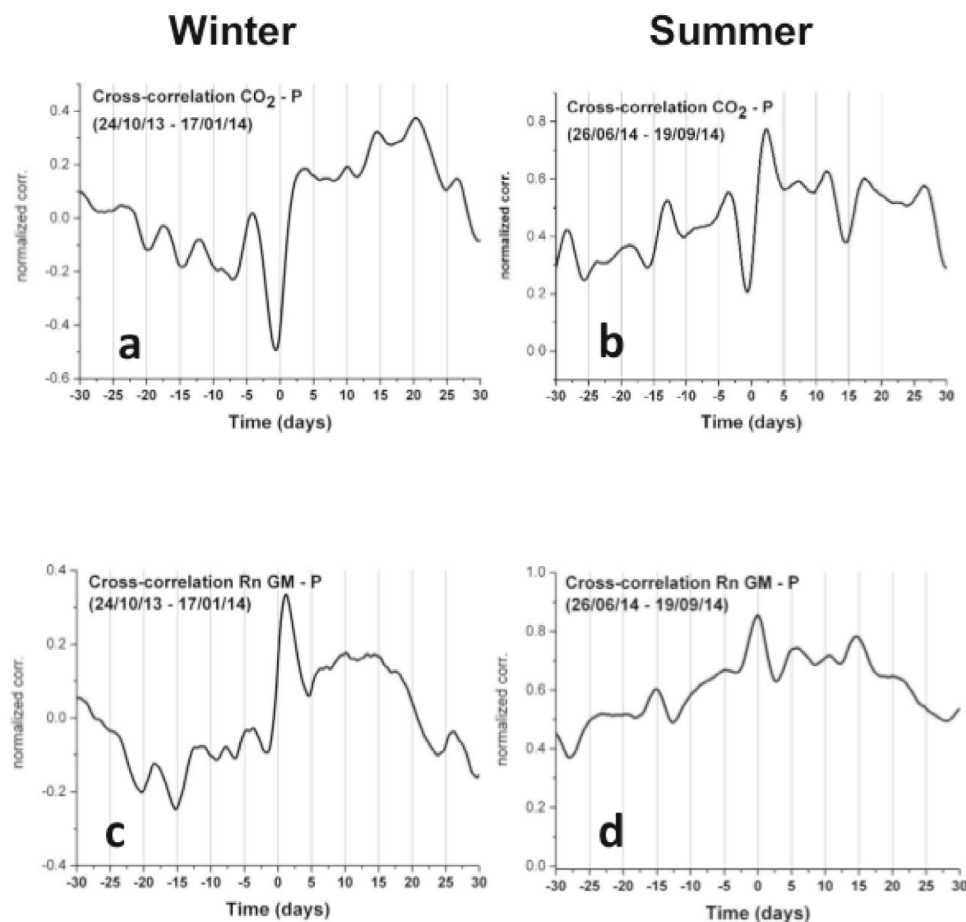 Winter
Summer
Cross-correlation CO2 - P
(24/10/13 - 17/01/14)
normalized corr.
0.4
0.2
0.0
-0.2
-0.4
-0.6
a
-30 -25 -20 -15 -10 -5 0 5 10 15 20 25 30
Time (days)
Cross-correlation CO2 - P
(26/06/14 - 19/09/14)
normalized corr.
0.8
0.6
0.4
0.2
0.0
b
-30 -25 -20 -15 -10 -5 0 5 10 15 20 25 30
Time (days)
Cross-correlation Rn GM - P
(24/10/13 - 17/01/14)
normalized corr.
0.4
0.2
0.0
-0.2
-0.4
c
-30 -25 -20 -15 -10 -5 0 5 10 15 20 25 30
Time (days)
Cross-correlation Rn GM - P
(26/06/14 - 19/09/14)
normalized corr.
1.0
0.8
0.6
0.4
0.2
0.0
d
-30 -25 -20 -15 -10 -5 0 5 10 15 20 25 30
Time (days)